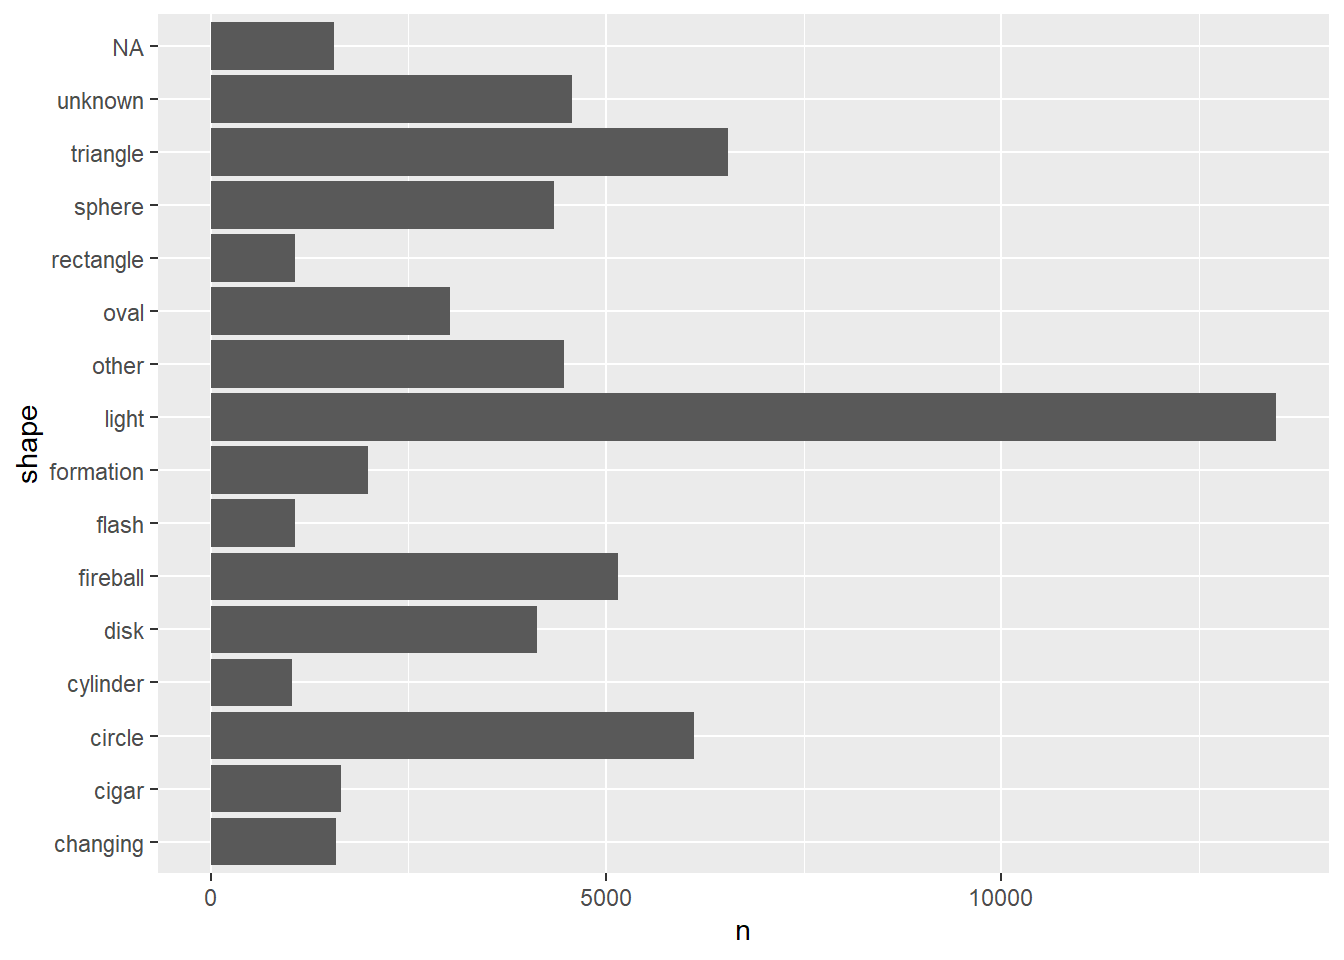 NA
unknown
triangle
sphere
rectangle
oval
other
light
formation
flash
fireball
disk
cylinder
circle
cigar
changing
shape
0 5000 10000
n